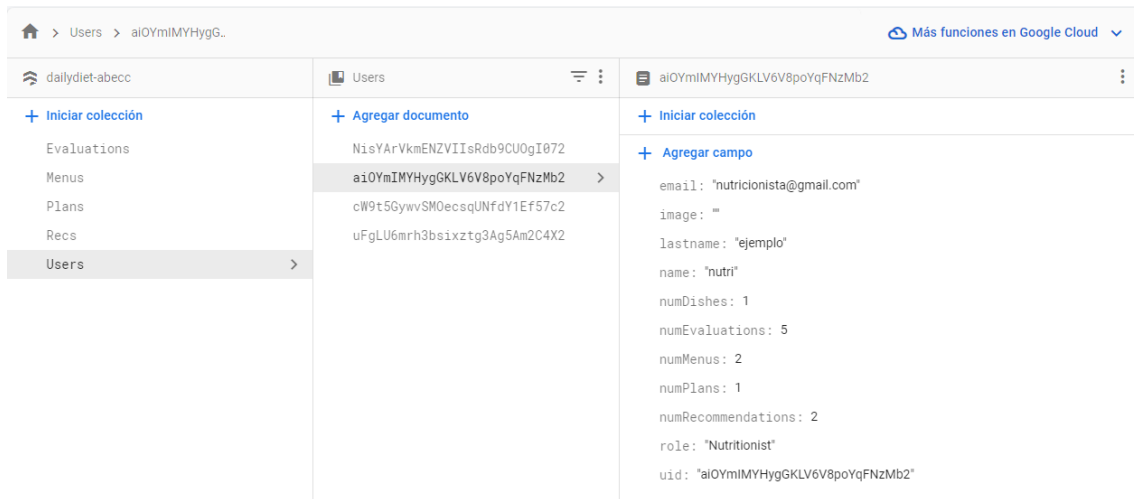 Users
aiOYmIMYHygG..
Más funciones en Google Cloud
dailydiet-abecc
Iniciar colección
Evaluations
Menus
Plans
Recs
Users
Users
Agregar documento
NisYArVkmENZVIIsRdb9CUOgI072
aiOYmIMYHygGKLV6V8poYqFNzMb2
cW9t5GywvSMOecsqUNfdY1Ef57c2
uFgLU6mrh3bsixztg3Ag5Am2C4X2
aiOYmIMYHygGKLV6V8poYqFNzMb2
Iniciar colección
Agregar campo
email: "nutricionista@gmail.com"
image: ""
lastname: "ejemplo"
name: "nutri"
numDishes: 1
numEvaluations: 5
numMenus: 2
numPlans: 1
numRecommendations: 2
role: "Nutritionist"
uid: "aiOYmIMYHygGKLV6V8poYqFNzMb2"